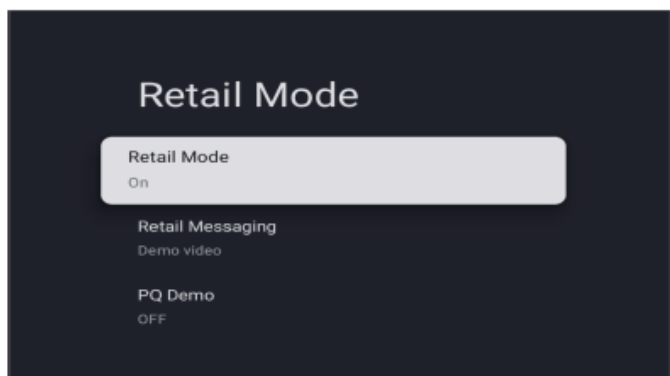 Retail Mode
Retail Mode
On
Retail Messaging
Demo video
PQ Demo
OFF